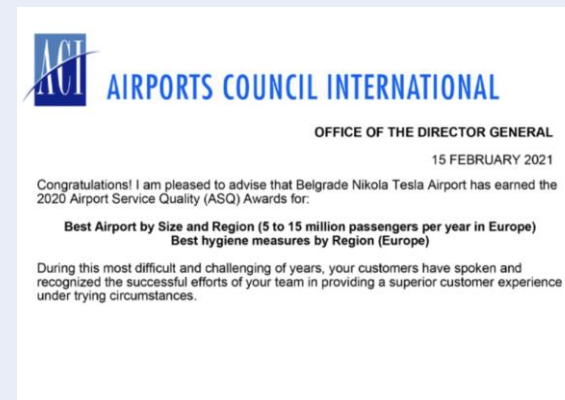 ACI
AIRPORTS COUNCIL INTERNATIONAL
OFFICE OF THE DIRECTOR GENERAL
15 FEBRUARY 2021
Congratulations! I am pleased to advise that Belgrade Nikola Tesla Airport has earned the
2020 Airport Service Quality (ASQ) Awards for:
Best Airport by Size and Region (5 to 15 million passengers per year in Europe)
Best hygiene measures by Region (Europe)
During this most difficult and challenging of years, your customers have spoken and
recognized the successful efforts of your team in providing a superior customer experience
under trying circumstances.